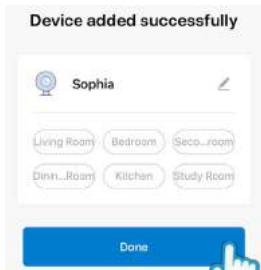 Device added successfully
Sophia
Living Room Bedroom Seco...room
Dinin...Room Kitchen Study Room
Done